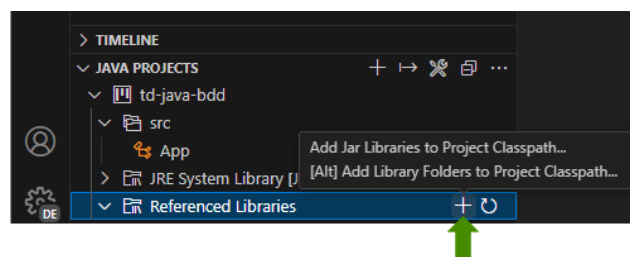 TIMELINE
JAVA PROJECTS
td-java-bdd
src
App
Add Jar Libraries to Project Classpath...
[Alt] Add Library Folders to Project Classpath...
JRE System Library [J
DE
Referenced Libraries